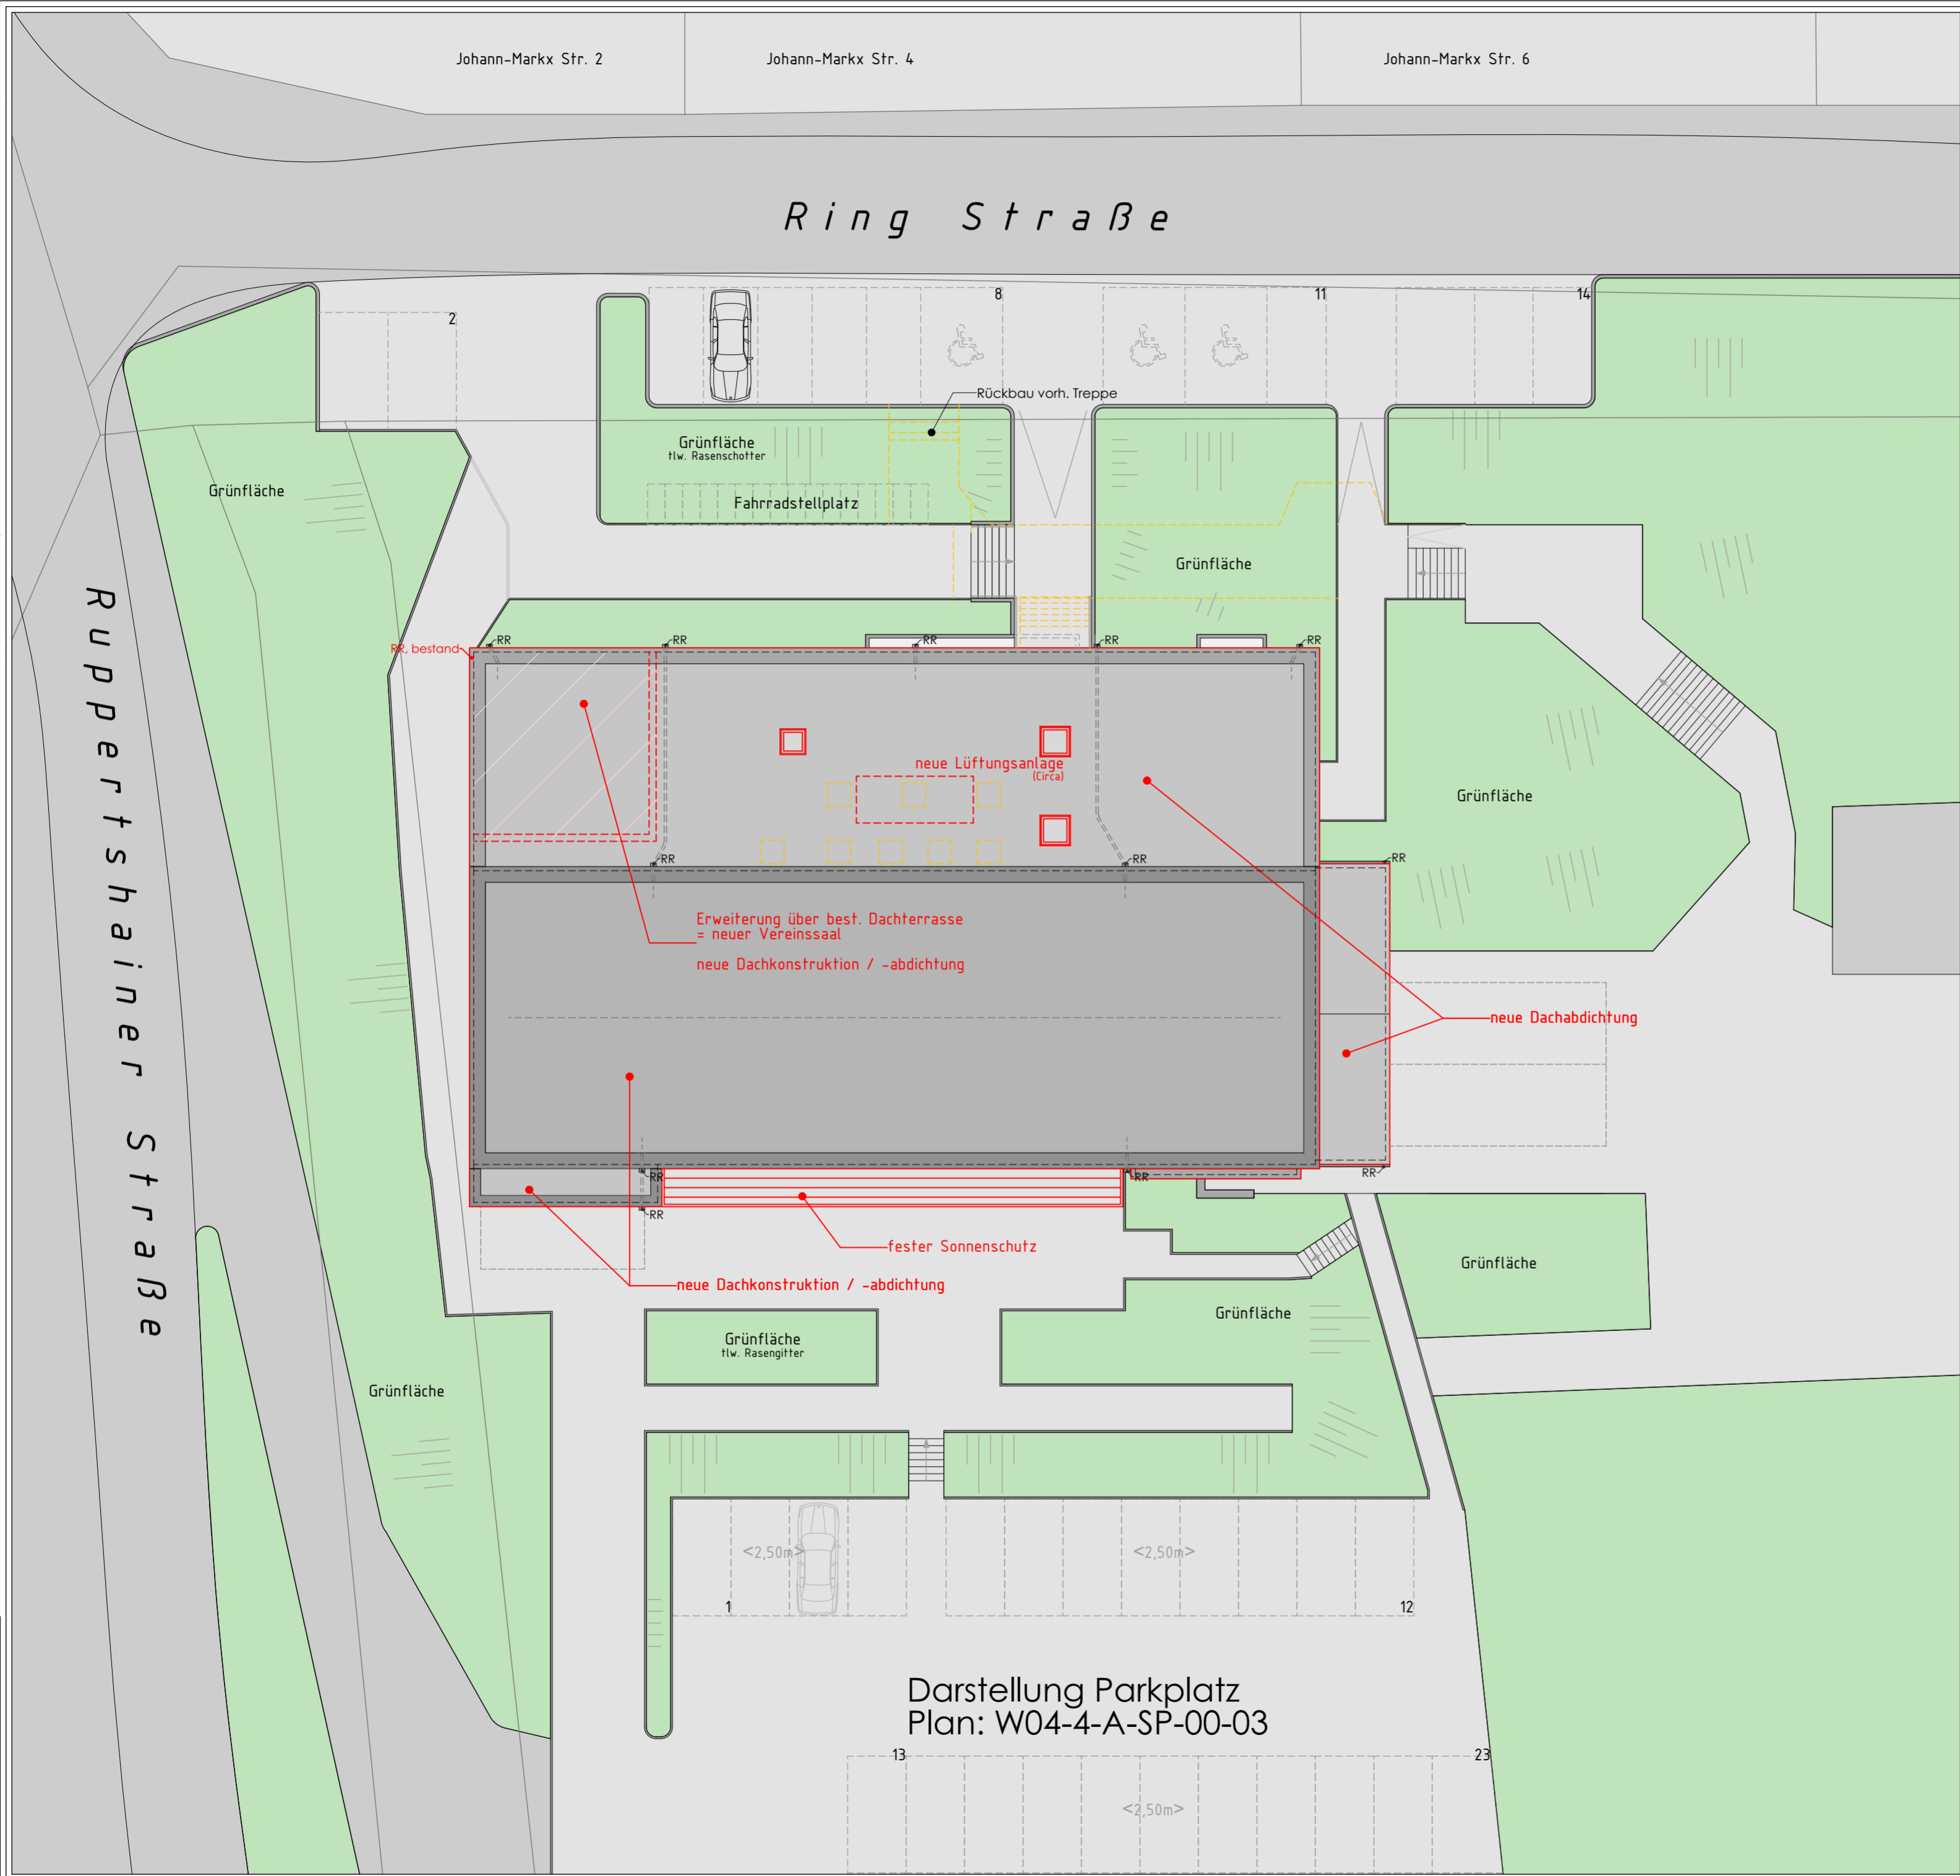 Johann-Markx Str. 2
Johann-Markx Str. 4
Johann-Markx Str. 6
Ring Straße
2
8
11
14
Rückbau vorh. Treppe
Grünfläche
tlw. Rasenschotter
Fahrradstellplatz
Grünfläche
Grünfläche
Ruppertshainer Straße
RR, bestand
RR
RR
RR
RR
RR
neue Lüftungsanlage
(Circa)
Grünfläche
RR
RR
RR
Erweiterung über best. Dachterrasse
= neuer Vereinssaal
neue Dachkonstruktion / -abdichtung
neue Dachabdichtung
RR
RR
RR
RR
fester Sonnenschutz
neue Dachkonstruktion / -abdichtung
Grünfläche
Grünfläche
Grünfläche
tlw. Rasengitter
Grünfläche
<2,50m>
<2,50m>
1
12
Darstellung Parkplatz
Plan: W04-4-A-SP-00-03
13
23
<2,50m>